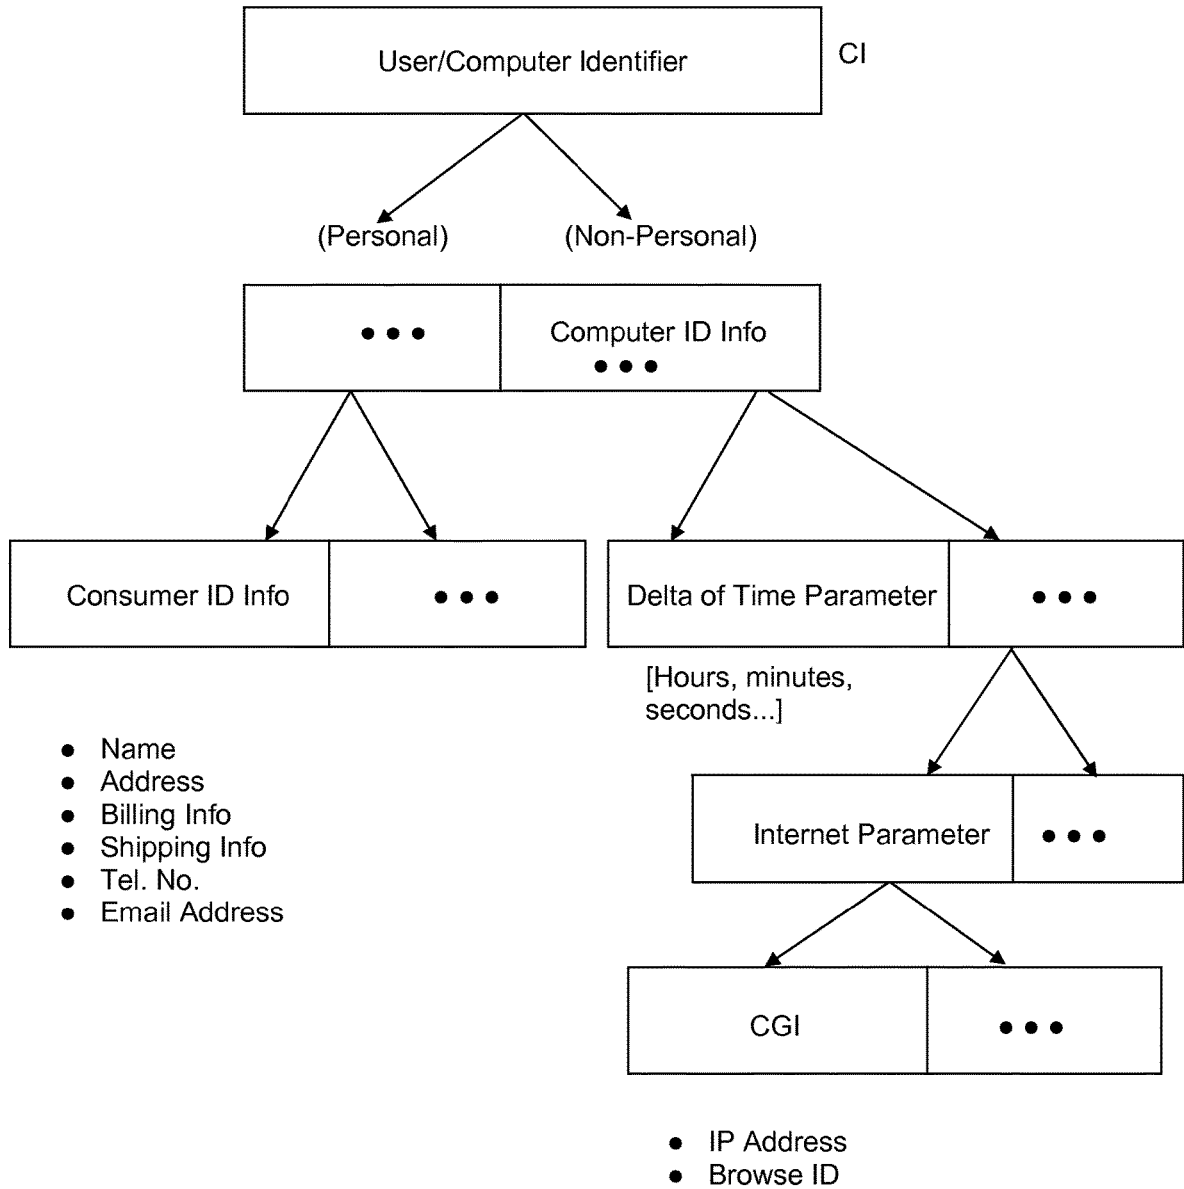 User/Computer Identifier
CI
(Personal)
(Non-Personal)
•••
Computer ID Info
•••
Consumer ID Info
•••
Delta of Time Parameter
•••
[Hours, minutes,
seconds...]
• Name
• Address
• Billing Info
• Shipping Info
• Tel. No.
• Email Address
Internet Parameter
•••
CGI
•••
• IP Address
• Browse ID